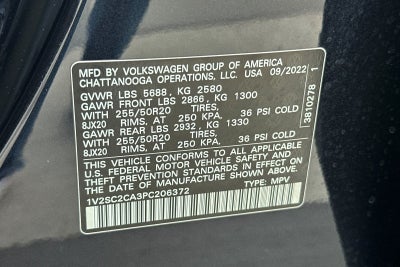 MFD BY VOLKSWAGEN GROUP OF AMERICA
CHATTANOOGA OPERATIONS, LLC. USA 09/2022
GVWR LBS 5688, KG 2580
GAWR FRONT LBS 2866, KG 1300
WITH 255/50R20 TIRES,
8JX20 RIMS, AT 250 KPA. 36 PSI COLD
GAWR REAR LBS 2932, KG 1330
WITH 255/50R20 TIRES,
8JX20 RIMS, AT 250 KPA. 36 PSI COLD
THIS VEHICLE CONFORMS TO ALL APPLICABLE
U.S. FEDERAL MOTOR VEHICLE SAFETY AND
THEFT PREVENTION STANDARDS IN EFFECT ON
THE DATE OF MANUFACTURE SHOWN ABOVE.
1V2SC2CA3PC206372 TYPE: MPV
3810278 1